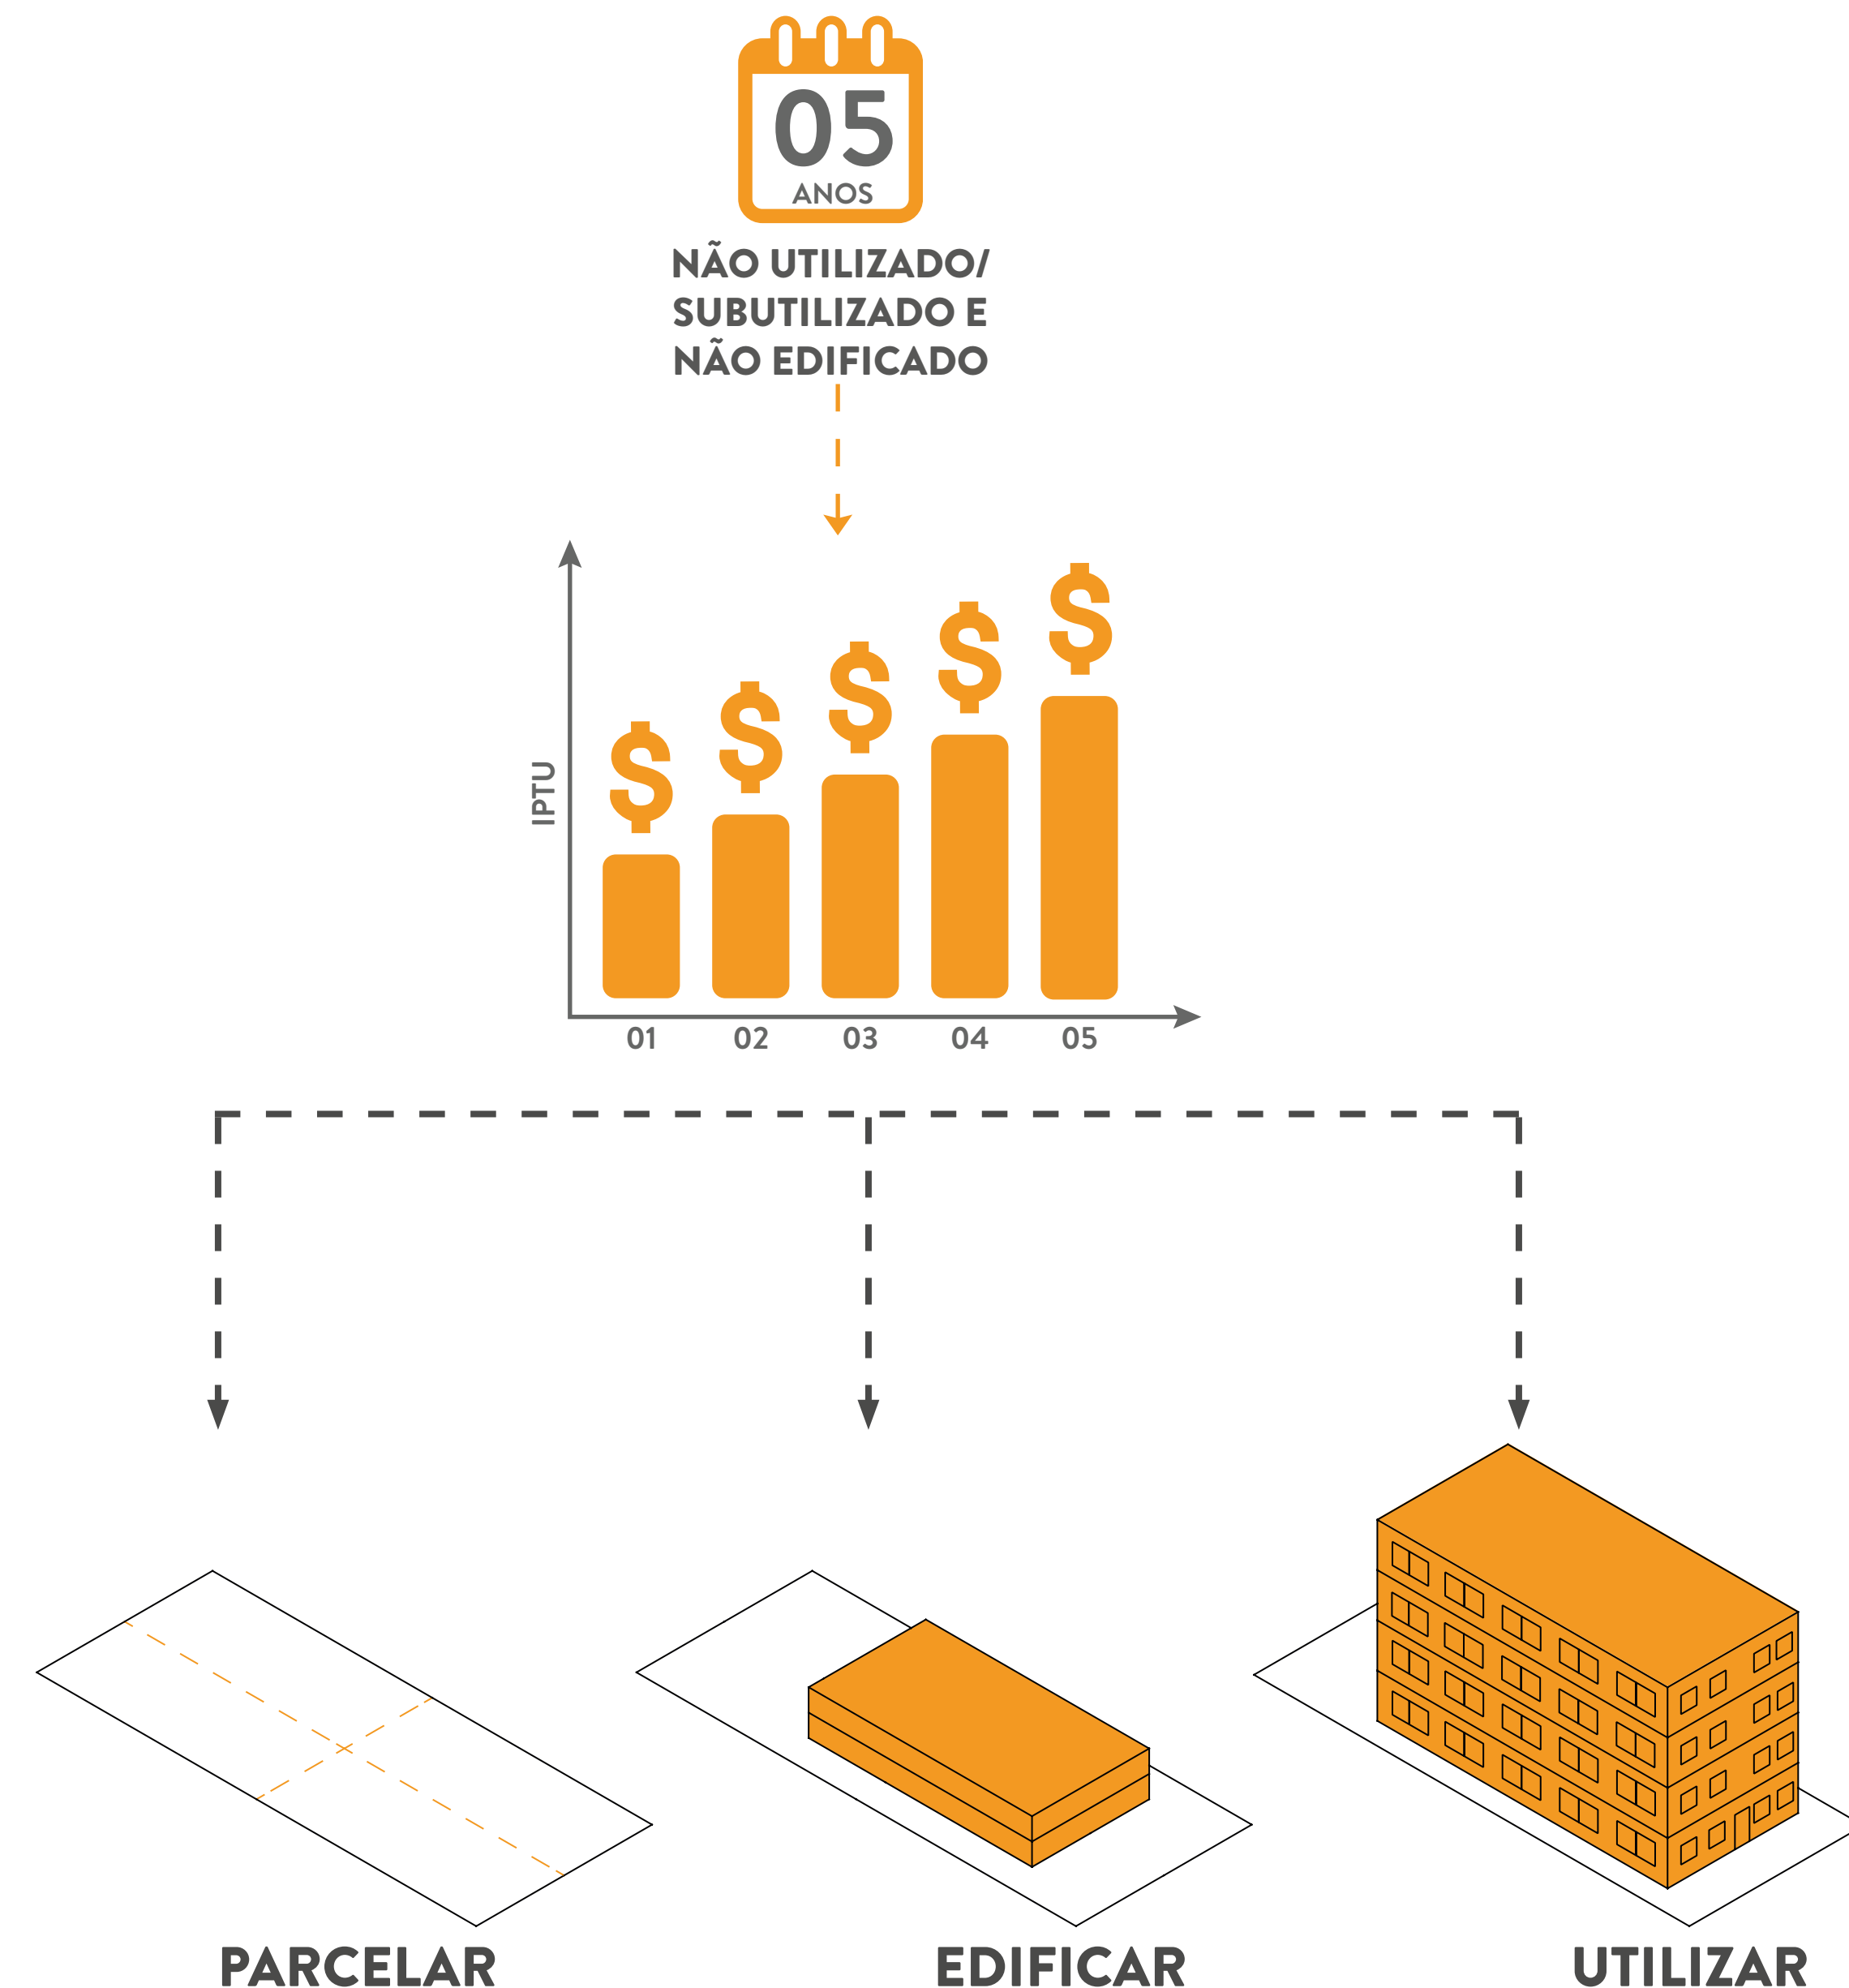 05
ANOS
NÃO UTILIZADO/
SUBUTILIZADO E
NÃO EDIFICADO
$ $ $ $ $
IPTU
01 02 03 04 05
PARCELAR EDIFICAR UTILIZAR